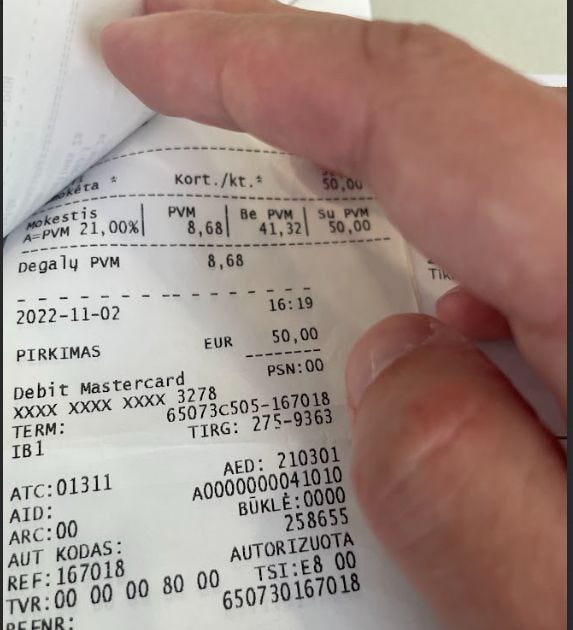 Kort./kt.* 50,00
Mokestis PVM Be PVM Su PVM
A=PVM 21,00% 8,68 41,32 50,00
Degalų PVM 8,68
2022-11-02 16:19
PIRKIMAS EUR 50,00
PSN:00
Debit Mastercard
XXXX XXXX XXXX 3278
TERM: 65073C505-167018
IB1 TIRG: 275-9363
ATC:01311 AED: 210301
AID: A0000000041010
ARC:00 BŪKLĖ:0000
AUT KODAS: 258655
REF:167018 AUTORIZUOTA
TVR:00 00 00 80 00 TSI:E8 00
REFNR: 650730167018